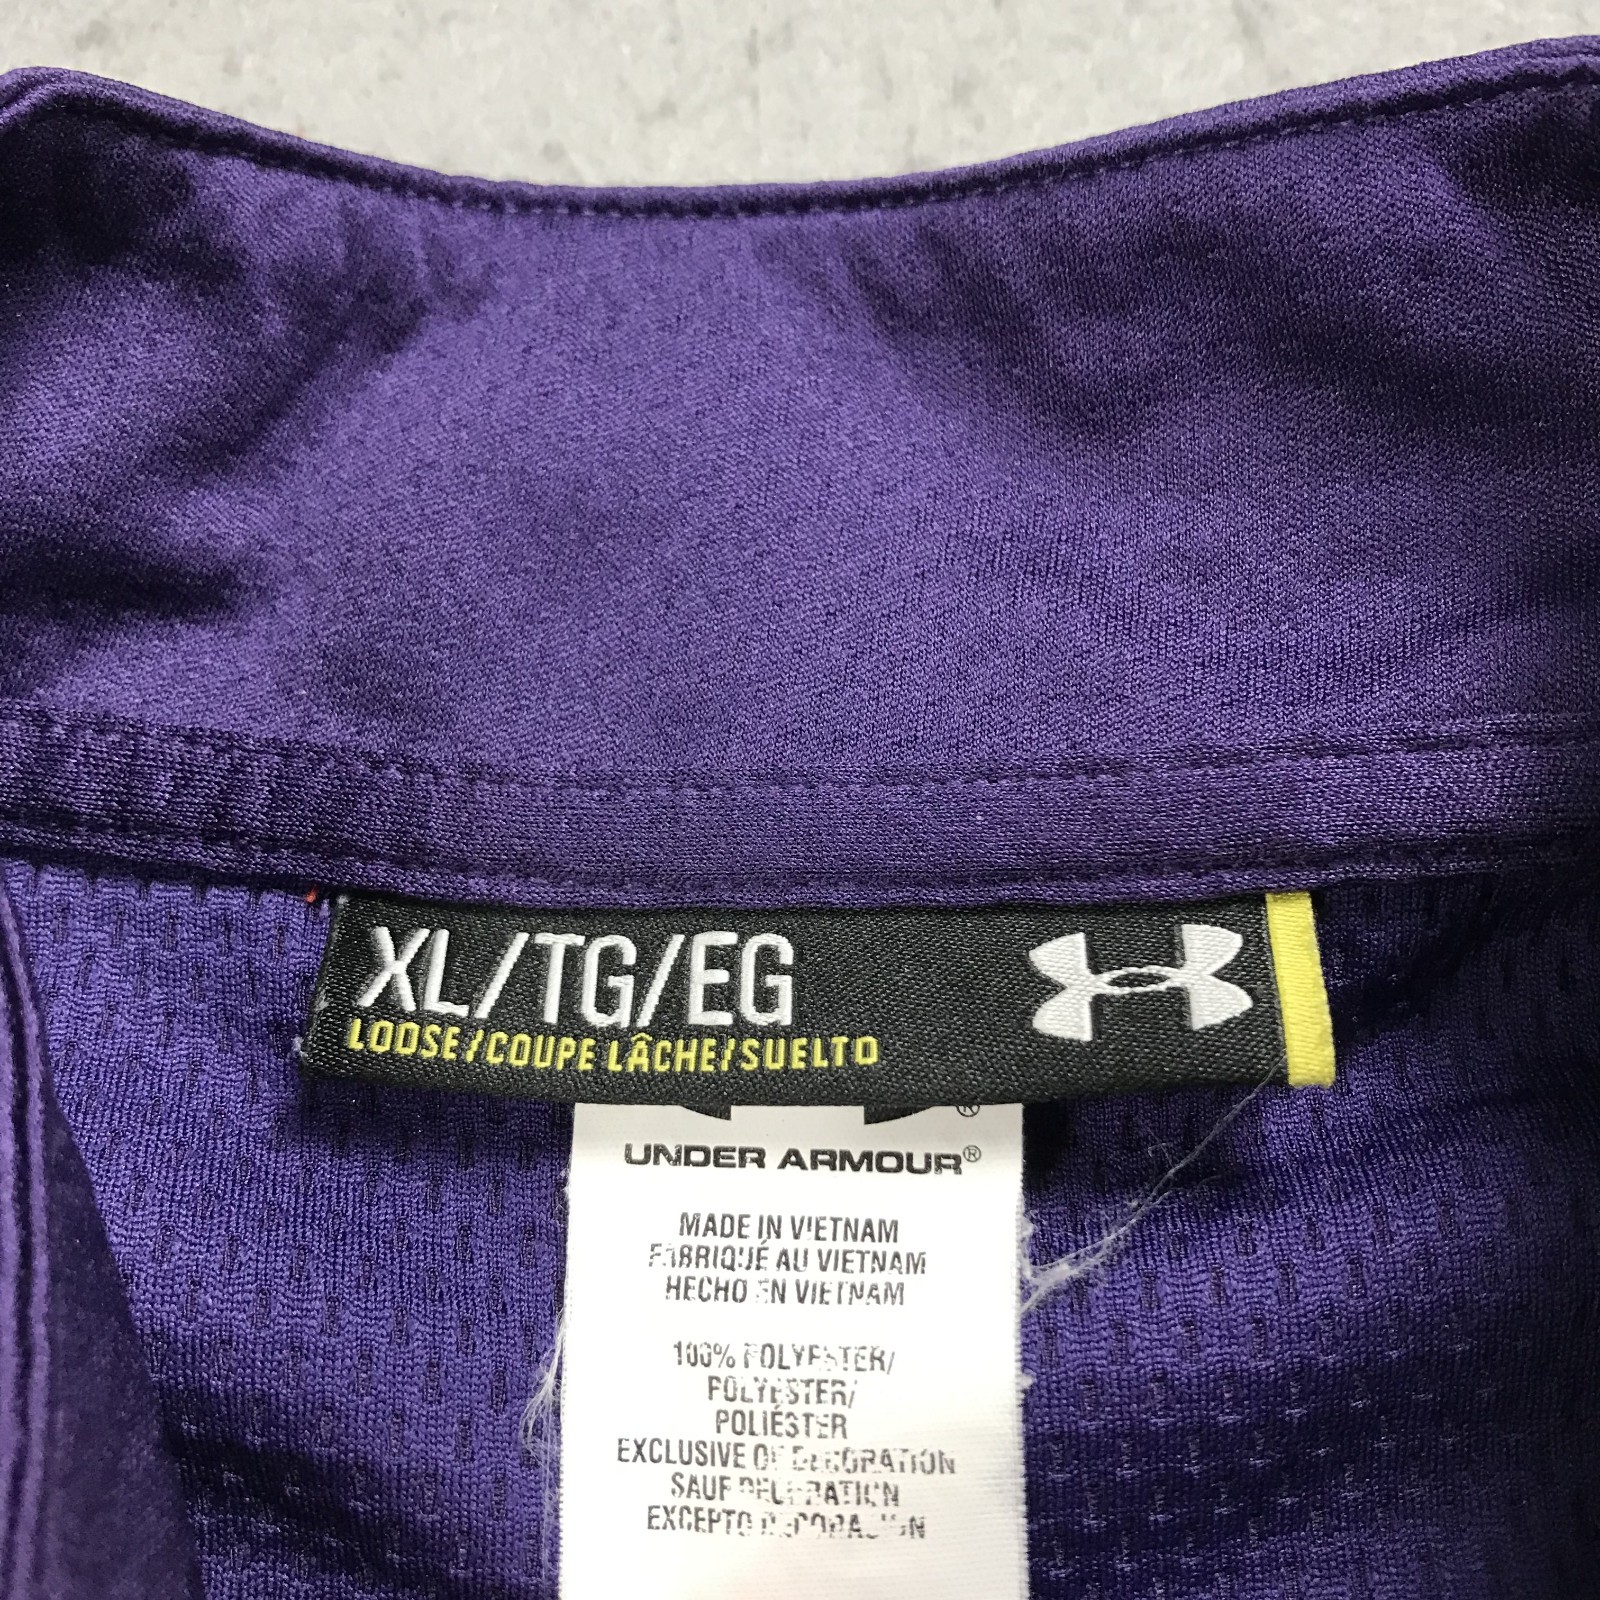 XL/TG/EG
LOOSE/COUPE LÂCHE/SUELTO
®
UNDER ARMOUR®
MADE IN VIETNAM
FABRIQUÉ AU VIETNAM
HECHO EN VIETNAM
100% POLYESTER/
POLYESTER/
POLIÉSTER
EXCLUSIVE OF DECORATION
SAUF DECORATION
EXCEPTO